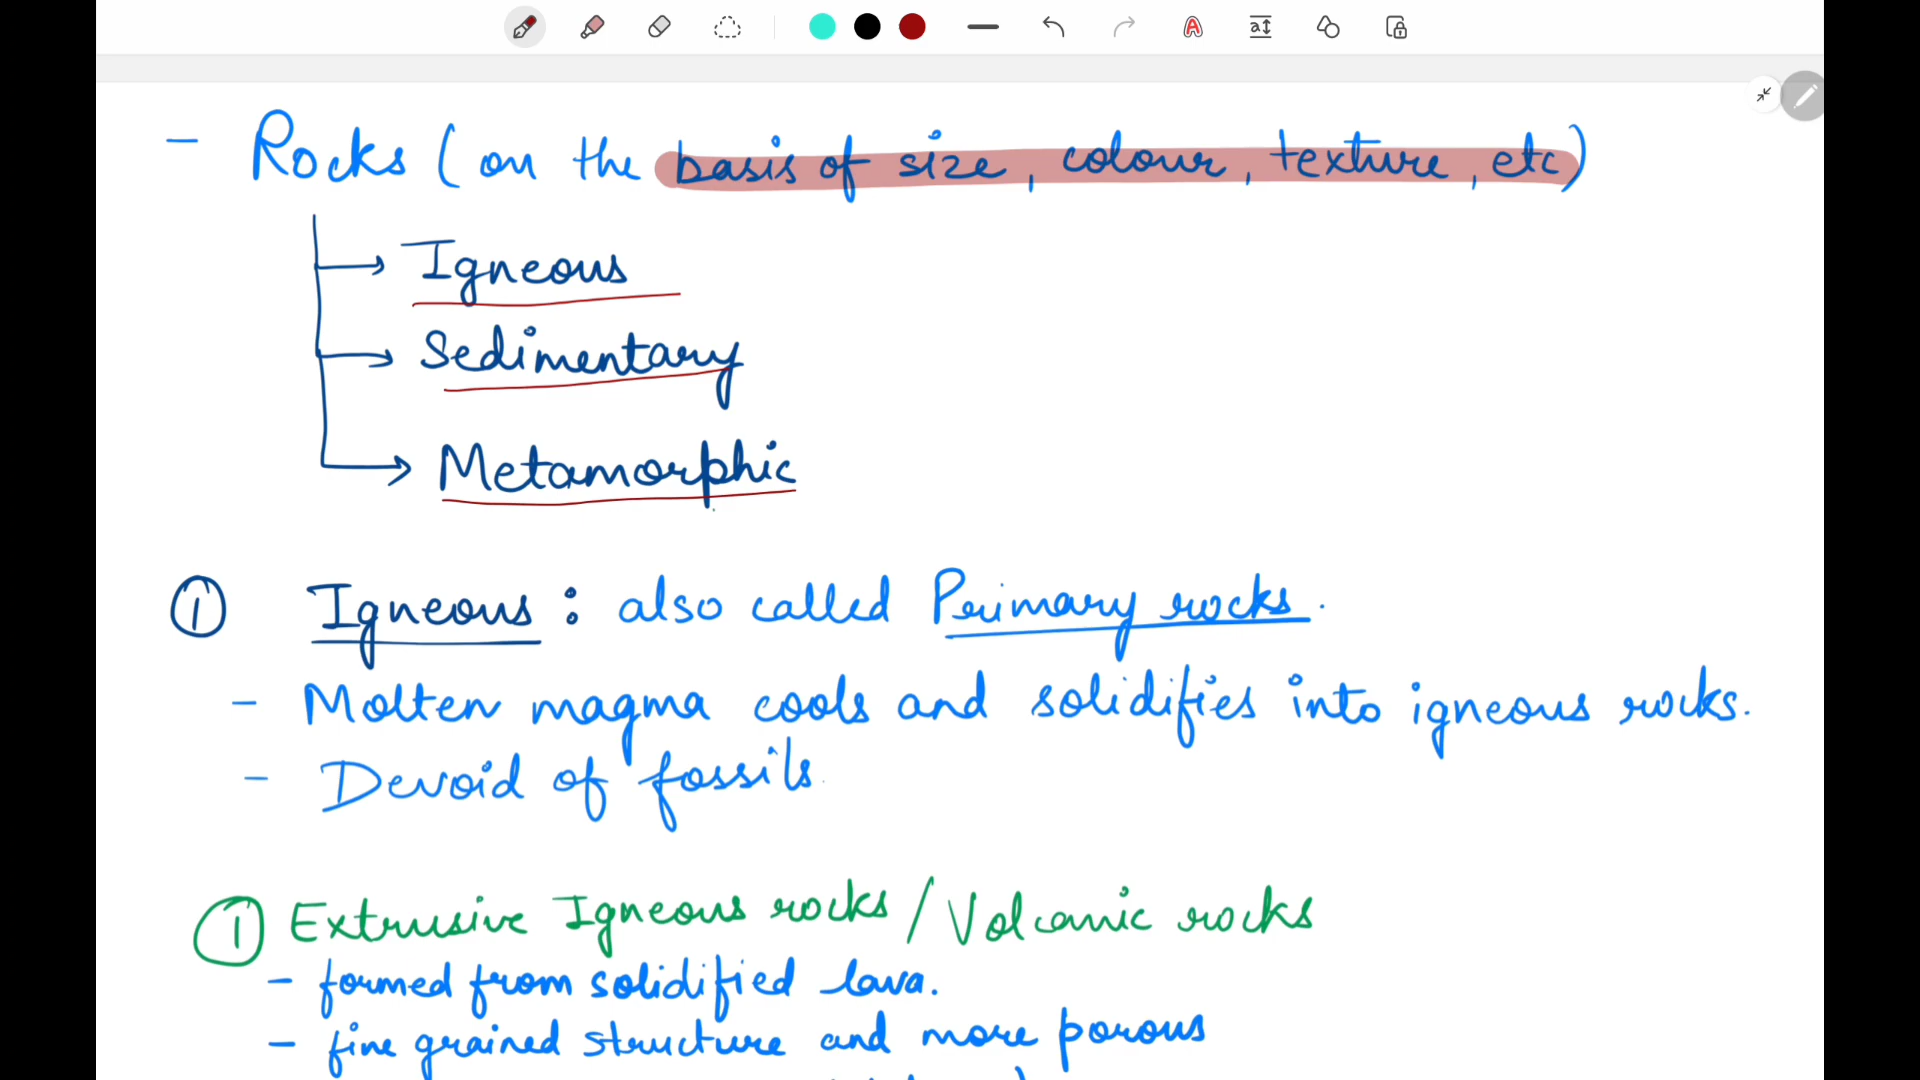 - Rocks (on the basis of size, colour, texture, etc)
→ Igneous
→ Sedimentary
→ Metamorphic
① Igneous : also called Primary rocks.
- Molten magma cools and solidifies into igneous rocks.
- Devoid of fossils.
① Extrusive Igneous rocks / Volcanic rocks
- formed from solidified lava.
- fine grained structure and more porous